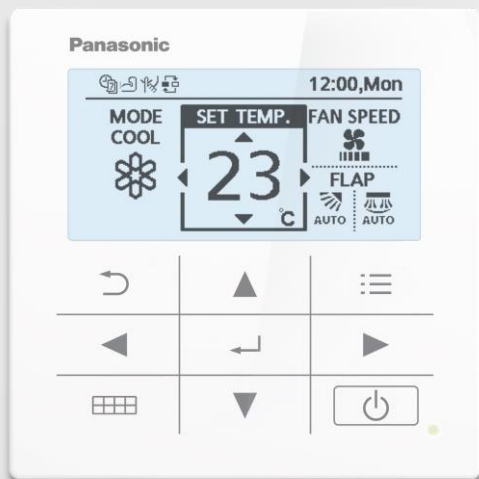 Panasonic
12:00,Mon
MODE
COOL
SET TEMP.
23
°C
FAN SPEED
FLAP
AUTO
AUTO